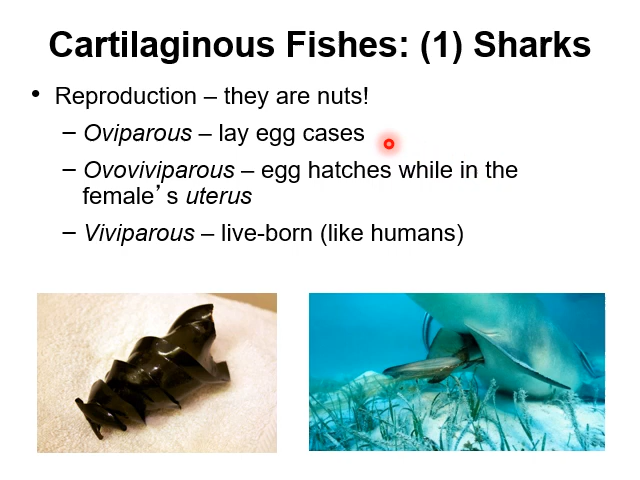 Cartilaginous Fishes: (1) Sharks
• Reproduction – they are nuts!
– Oviparous – lay egg cases
– Ovoviviparous – egg hatches while in the
female’s uterus
– Viviparous – live-born (like humans)